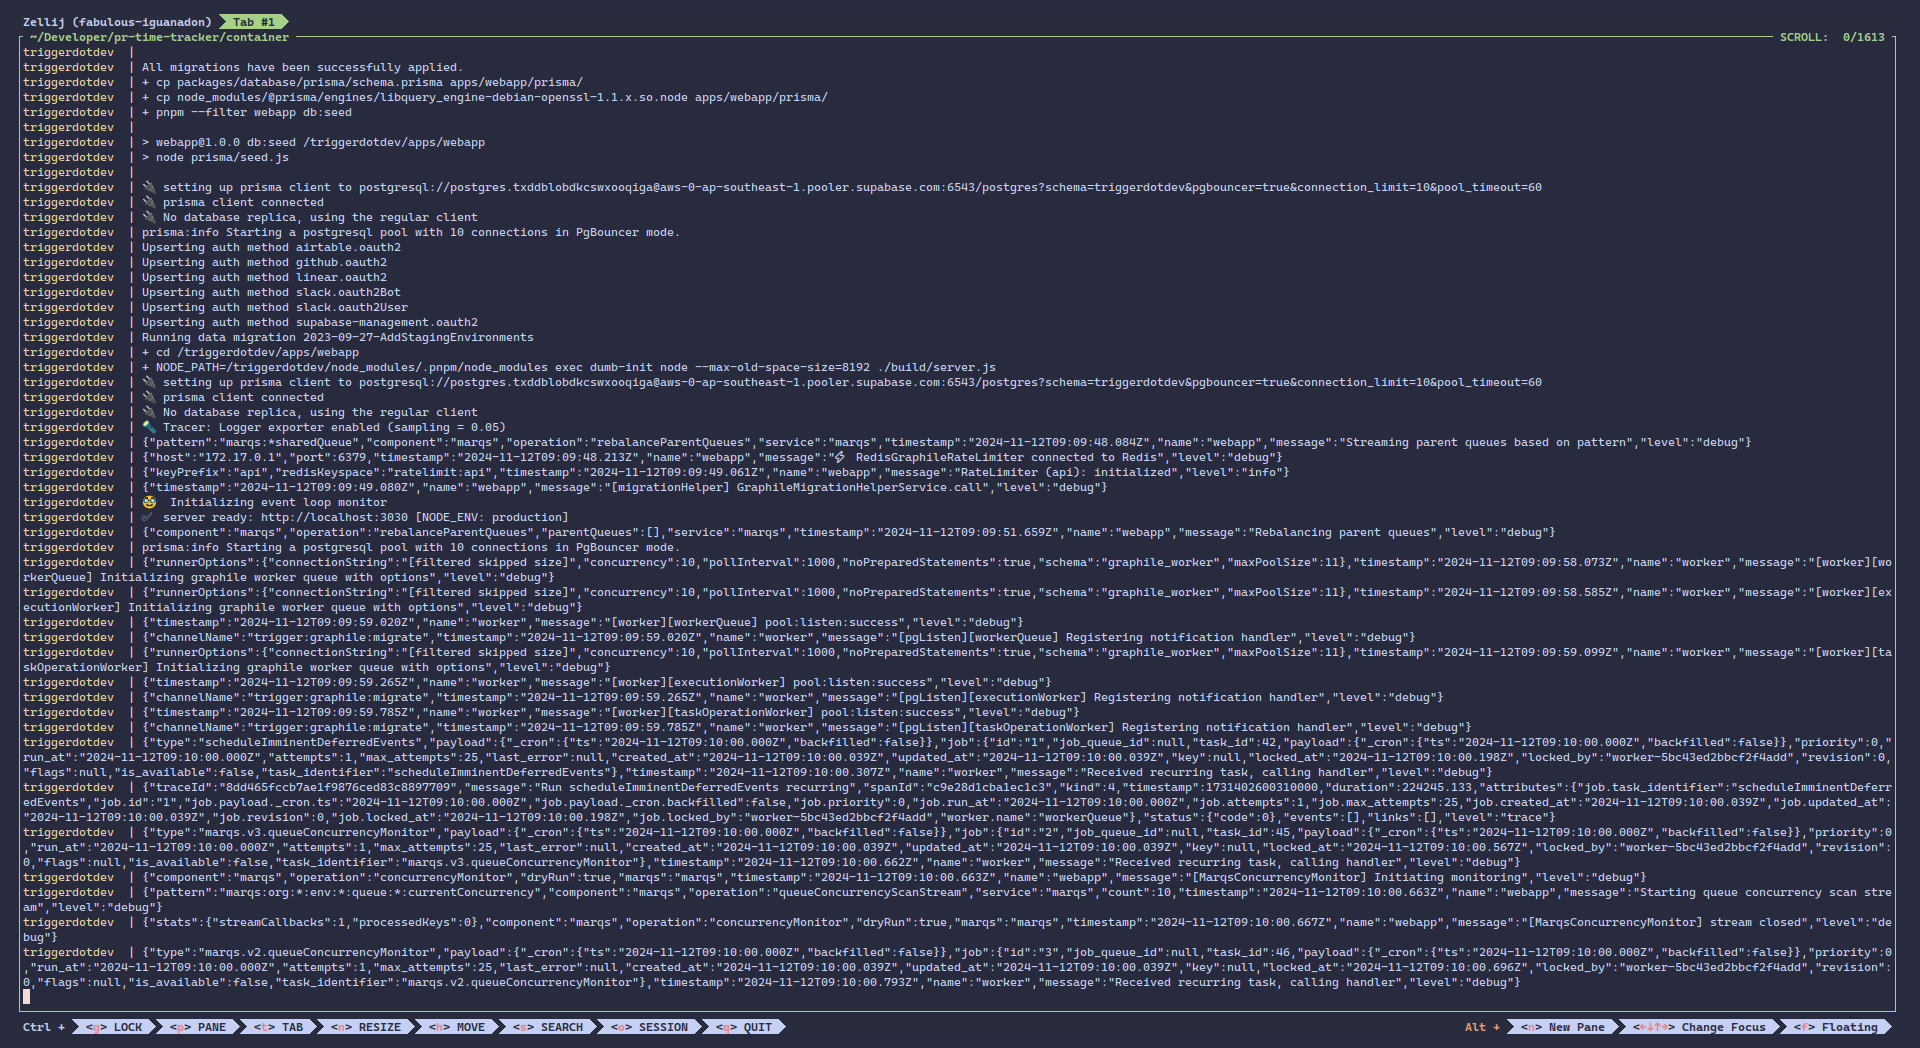 Zellij (fabulous-iguanadon) Tab #1
~/Developer/pr-time-tracker/container SCROLL: 0/1613
triggerdotdev |
triggerdotdev | All migrations have been successfully applied.
triggerdotdev | + cp packages/database/prisma/schema.prisma apps/webapp/prisma/
triggerdotdev | + cp node_modules/@prisma/engines/libquery_engine-debian-openssl-1.1.x.so.node apps/webapp/prisma/
triggerdotdev | + pnpm --filter webapp db:seed
triggerdotdev |
triggerdotdev | > webapp@1.0.0 db:seed /triggerdotdev/apps/webapp
triggerdotdev | > node prisma/seed.js
triggerdotdev |
triggerdotdev | 🔌 setting up prisma client to postgresql://postgres.txddblobdkcswxooqiga@aws-0-ap-southeast-1.pooler.supabase.com:6543/postgres?schema=triggerdotdev&pgbouncer=true&connection_limit=10&pool_timeout=60
triggerdotdev | 🔌 prisma client connected
triggerdotdev | 🔌 No database replica, using the regular client
triggerdotdev | prisma:info Starting a postgresql pool with 10 connections in PgBouncer mode.
triggerdotdev | Upserting auth method airtable.oauth2
triggerdotdev | Upserting auth method github.oauth2
triggerdotdev | Upserting auth method linear.oauth2
triggerdotdev | Upserting auth method slack.oauth2Bot
triggerdotdev | Upserting auth method slack.oauth2User
triggerdotdev | Upserting auth method supabase-management.oauth2
triggerdotdev | Running data migration 2023-09-27-AddStagingEnvironments
triggerdotdev | + cd /triggerdotdev/apps/webapp
triggerdotdev | + NODE_PATH=/triggerdotdev/node_modules/.pnpm/node_modules exec dumb-init node --max-old-space-size=8192 ./build/server.js
triggerdotdev | 🔌 setting up prisma client to postgresql://postgres.txddblobdkcswxooqiga@aws-0-ap-southeast-1.pooler.supabase.com:6543/postgres?schema=triggerdotdev&pgbouncer=true&connection_limit=10&pool_timeout=60
triggerdotdev | 🔌 prisma client connected
triggerdotdev | 🔌 No database replica, using the regular client
triggerdotdev | 🔦 Tracer: Logger exporter enabled (sampling = 0.05)
triggerdotdev | {"pattern":"marqs:*sharedQueue","component":"marqs","operation":"rebalanceParentQueues","service":"marqs","timestamp":"2024-11-12T09:09:48.084Z","name":"webapp","message":"Streaming parent queues based on pattern","level":"debug"}
triggerdotdev | {"host":"172.17.0.1","port":6379,"timestamp":"2024-11-12T09:09:48.213Z","name":"webapp","message":"⚡ RedisGraphileRateLimiter connected to Redis","level":"debug"}
triggerdotdev | {"keyPrefix":"api","redisKeyspace":"ratelimit:api","timestamp":"2024-11-12T09:09:49.061Z","name":"webapp","message":"RateLimiter (api): initialized","level":"info"}
triggerdotdev | {"timestamp":"2024-11-12T09:09:49.080Z","name":"webapp","message":"[migrationHelper] GraphileMigrationHelperService.call","level":"debug"}
triggerdotdev | 🥸 Initializing event loop monitor
triggerdotdev | ✅ server ready: http://localhost:3030 [NODE_ENV: production]
triggerdotdev | {"component":"marqs","operation":"rebalanceParentQueues","parentQueues":[],"service":"marqs","timestamp":"2024-11-12T09:09:51.659Z","name":"webapp","message":"Rebalancing parent queues","level":"debug"}
triggerdotdev | prisma:info Starting a postgresql pool with 10 connections in PgBouncer mode.
triggerdotdev | {"runnerOptions":{"connectionString":"[filtered skipped size]","concurrency":10,"pollInterval":1000,"noPreparedStatements":true,"schema":"graphile_worker","maxPoolSize":11},"timestamp":"2024-11-12T09:09:58.073Z","name":"worker","message":"[worker][wo
rkerQueue] Initializing graphile worker queue with options","level":"debug"}
triggerdotdev | {"runnerOptions":{"connectionString":"[filtered skipped size]","concurrency":10,"pollInterval":1000,"noPreparedStatements":true,"schema":"graphile_worker","maxPoolSize":11},"timestamp":"2024-11-12T09:09:58.585Z","name":"worker","message":"[worker][ex
ecutionWorker] Initializing graphile worker queue with options","level":"debug"}
triggerdotdev | {"timestamp":"2024-11-12T09:09:59.020Z","name":"worker","message":"[worker][workerQueue] pool:listen:success","level":"debug"}
triggerdotdev | {"channelName":"trigger:graphile:migrate","timestamp":"2024-11-12T09:09:59.020Z","name":"worker","message":"[pgListen][workerQueue] Registering notification handler","level":"debug"}
triggerdotdev | {"runnerOptions":{"connectionString":"[filtered skipped size]","concurrency":10,"pollInterval":1000,"noPreparedStatements":true,"schema":"graphile_worker","maxPoolSize":11},"timestamp":"2024-11-12T09:09:59.099Z","name":"worker","message":"[worker][ta
skOperationWorker] Initializing graphile worker queue with options","level":"debug"}
triggerdotdev | {"timestamp":"2024-11-12T09:09:59.265Z","name":"worker","message":"[worker][executionWorker] pool:listen:success","level":"debug"}
triggerdotdev | {"channelName":"trigger:graphile:migrate","timestamp":"2024-11-12T09:09:59.265Z","name":"worker","message":"[pgListen][executionWorker] Registering notification handler","level":"debug"}
triggerdotdev | {"timestamp":"2024-11-12T09:09:59.785Z","name":"worker","message":"[worker][taskOperationWorker] pool:listen:success","level":"debug"}
triggerdotdev | {"channelName":"trigger:graphile:migrate","timestamp":"2024-11-12T09:09:59.785Z","name":"worker","message":"[pgListen][taskOperationWorker] Registering notification handler","level":"debug"}
triggerdotdev | {"type":"scheduleImminentDeferredEvents","payload":{"_cron":{"ts":"2024-11-12T09:10:00.000Z","backfilled":false}},"job":{"id":"1","job_queue_id":null,"task_id":42,"payload":{"_cron":{"ts":"2024-11-12T09:10:00.000Z","backfilled":false}},"priority":0,"
run_at":"2024-11-12T09:10:00.000Z","attempts":1,"max_attempts":25,"last_error":null,"created_at":"2024-11-12T09:10:00.039Z","updated_at":"2024-11-12T09:10:00.039Z","key":null,"locked_at":"2024-11-12T09:10:00.198Z","locked_by":"worker-5bc43ed2bbcf2f4add","revision":0,
"flags":null,"is_available":false,"task_identifier":"scheduleImminentDeferredEvents"},"timestamp":"2024-11-12T09:10:00.307Z","name":"worker","message":"Received recurring task, calling handler","level":"debug"}
triggerdotdev | {"traceId":"8dd465fccb7ae1f9876ced83c8897709","message":"Run scheduleImminentDeferredEvents recurring","spanId":"c9e28d1cba1ec1c3","kind":4,"timestamp":1731402600310000,"duration":224245.133,"attributes":{"job.task_identifier":"scheduleImminentDeferr
edEvents","job.id":"1","job.payload._cron.ts":"2024-11-12T09:10:00.000Z","job.payload._cron.backfilled":false,"job.priority":0,"job.run_at":"2024-11-12T09:10:00.000Z","job.attempts":1,"job.max_attempts":25,"job.created_at":"2024-11-12T09:10:00.039Z","job.updated_at":
"2024-11-12T09:10:00.039Z","job.revision":0,"job.locked_at":"2024-11-12T09:10:00.198Z","job.locked_by":"worker-5bc43ed2bbcf2f4add","worker.name":"workerQueue"},"status":{"code":0},"events":[],"links":[],"level":"trace"}
triggerdotdev | {"type":"marqs.v3.queueConcurrencyMonitor","payload":{"_cron":{"ts":"2024-11-12T09:10:00.000Z","backfilled":false}},"job":{"id":"2","job_queue_id":null,"task_id":45,"payload":{"_cron":{"ts":"2024-11-12T09:10:00.000Z","backfilled":false}},"priority":0
,"run_at":"2024-11-12T09:10:00.000Z","attempts":1,"max_attempts":25,"last_error":null,"created_at":"2024-11-12T09:10:00.039Z","updated_at":"2024-11-12T09:10:00.039Z","key":null,"locked_at":"2024-11-12T09:10:00.567Z","locked_by":"worker-5bc43ed2bbcf2f4add","revision":
0,"flags":null,"is_available":false,"task_identifier":"marqs.v3.queueConcurrencyMonitor"},"timestamp":"2024-11-12T09:10:00.662Z","name":"worker","message":"Received recurring task, calling handler","level":"debug"}
triggerdotdev | {"component":"marqs","operation":"concurrencyMonitor","dryRun":true,"marqs":"marqs","timestamp":"2024-11-12T09:10:00.663Z","name":"webapp","message":"[MarqsConcurrencyMonitor] Initiating monitoring","level":"debug"}
triggerdotdev | {"pattern":"marqs:org:*:env:*:queue:*:currentConcurrency","component":"marqs","operation":"queueConcurrencyScanStream","service":"marqs","count":10,"timestamp":"2024-11-12T09:10:00.663Z","name":"webapp","message":"Starting queue concurrency scan stre
am","level":"debug"}
triggerdotdev | {"stats":{"streamCallbacks":1,"processedKeys":0},"component":"marqs","operation":"concurrencyMonitor","dryRun":true,"marqs":"marqs","timestamp":"2024-11-12T09:10:00.667Z","name":"webapp","message":"[MarqsConcurrencyMonitor] stream closed","level":"de
bug"}
triggerdotdev | {"type":"marqs.v2.queueConcurrencyMonitor","payload":{"_cron":{"ts":"2024-11-12T09:10:00.000Z","backfilled":false}},"job":{"id":"3","job_queue_id":null,"task_id":46,"payload":{"_cron":{"ts":"2024-11-12T09:10:00.000Z","backfilled":false}},"priority":0
,"run_at":"2024-11-12T09:10:00.000Z","attempts":1,"max_attempts":25,"last_error":null,"created_at":"2024-11-12T09:10:00.039Z","updated_at":"2024-11-12T09:10:00.039Z","key":null,"locked_at":"2024-11-12T09:10:00.696Z","locked_by":"worker-5bc43ed2bbcf2f4add","revision":
0,"flags":null,"is_available":false,"task_identifier":"marqs.v2.queueConcurrencyMonitor"},"timestamp":"2024-11-12T09:10:00.793Z","name":"worker","message":"Received recurring task, calling handler","level":"debug"}
Ctrl + <g> LOCK <p> PANE <t> TAB <n> RESIZE <h> MOVE <s> SEARCH <o> SESSION <q> QUIT Alt + <n> New Pane <←↓↑→> Change Focus <f> Floating